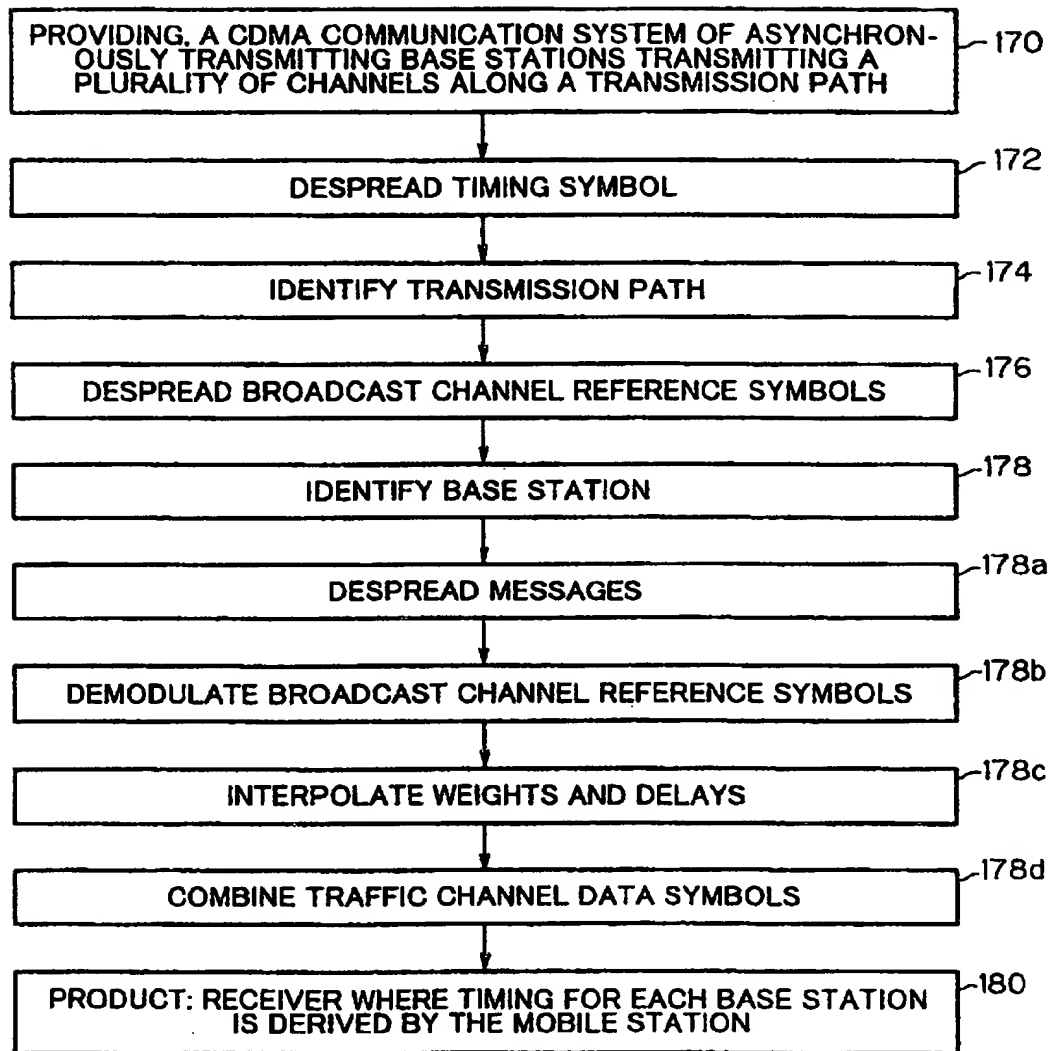 PROVIDING, A CDMA COMMUNICATION SYSTEM OF ASYNCHRON-
OUSLY TRANSMITTING BASE STATIONS TRANSMITTING A
PLURALITY OF CHANNELS ALONG A TRANSMISSION PATH
170
DESPREAD TIMING SYMBOL
172
IDENTIFY TRANSMISSION PATH
174
DESPREAD BROADCAST CHANNEL REFERENCE SYMBOLS
176
IDENTIFY BASE STATION
178
DESPREAD MESSAGES
178a
DEMODULATE BROADCAST CHANNEL REFERENCE SYMBOLS
178b
INTERPOLATE WEIGHTS AND DELAYS
178c
COMBINE TRAFFIC CHANNEL DATA SYMBOLS
178d
PRODUCT: RECEIVER WHERE TIMING FOR EACH BASE STATION
IS DERIVED BY THE MOBILE STATION
180